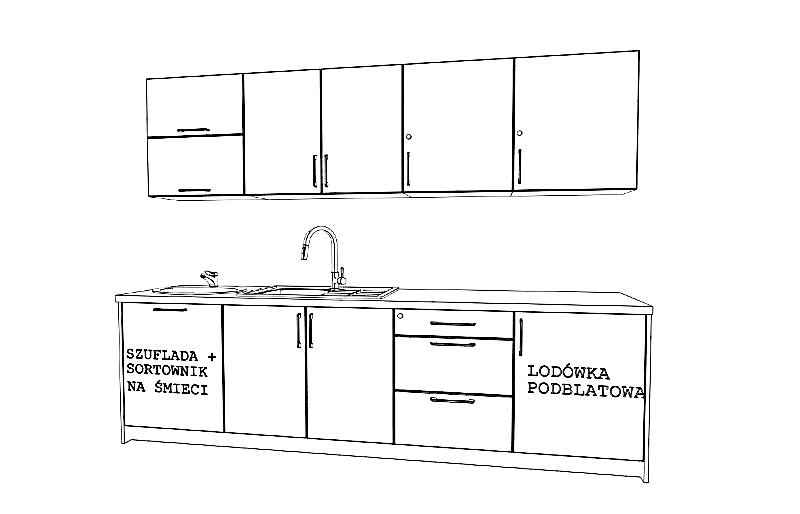 SZUFLADA +
SORTOWNIK
NA ŚMIECI
LODÓWKA
PODBLATOWA